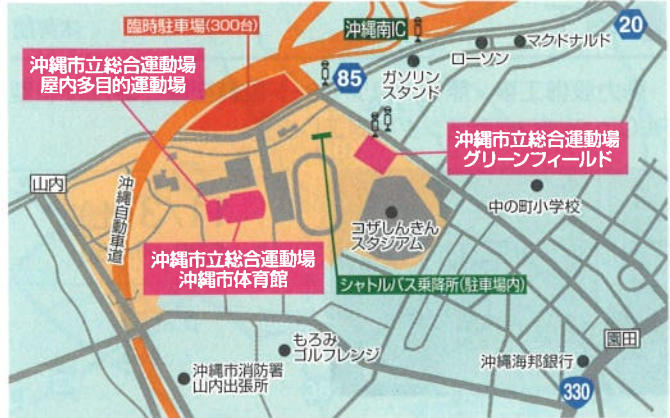 臨時駐車場(300台)
沖縄南IC
20
マクドナルド
ローソン
沖縄市立総合運動場
屋内多目的運動場
85
ガソリン
スタンド
沖縄市立総合運動場
グリーンフィールド
山内
沖縄自動車道
中の町小学校
コザしんきん
スタジアム
沖縄市立総合運動場
沖縄市体育館
シャトルバス乗降所(駐車場内)
もろみ
ゴルフレンジ
園田
沖縄海邦銀行
沖縄市消防署
山内出張所
330